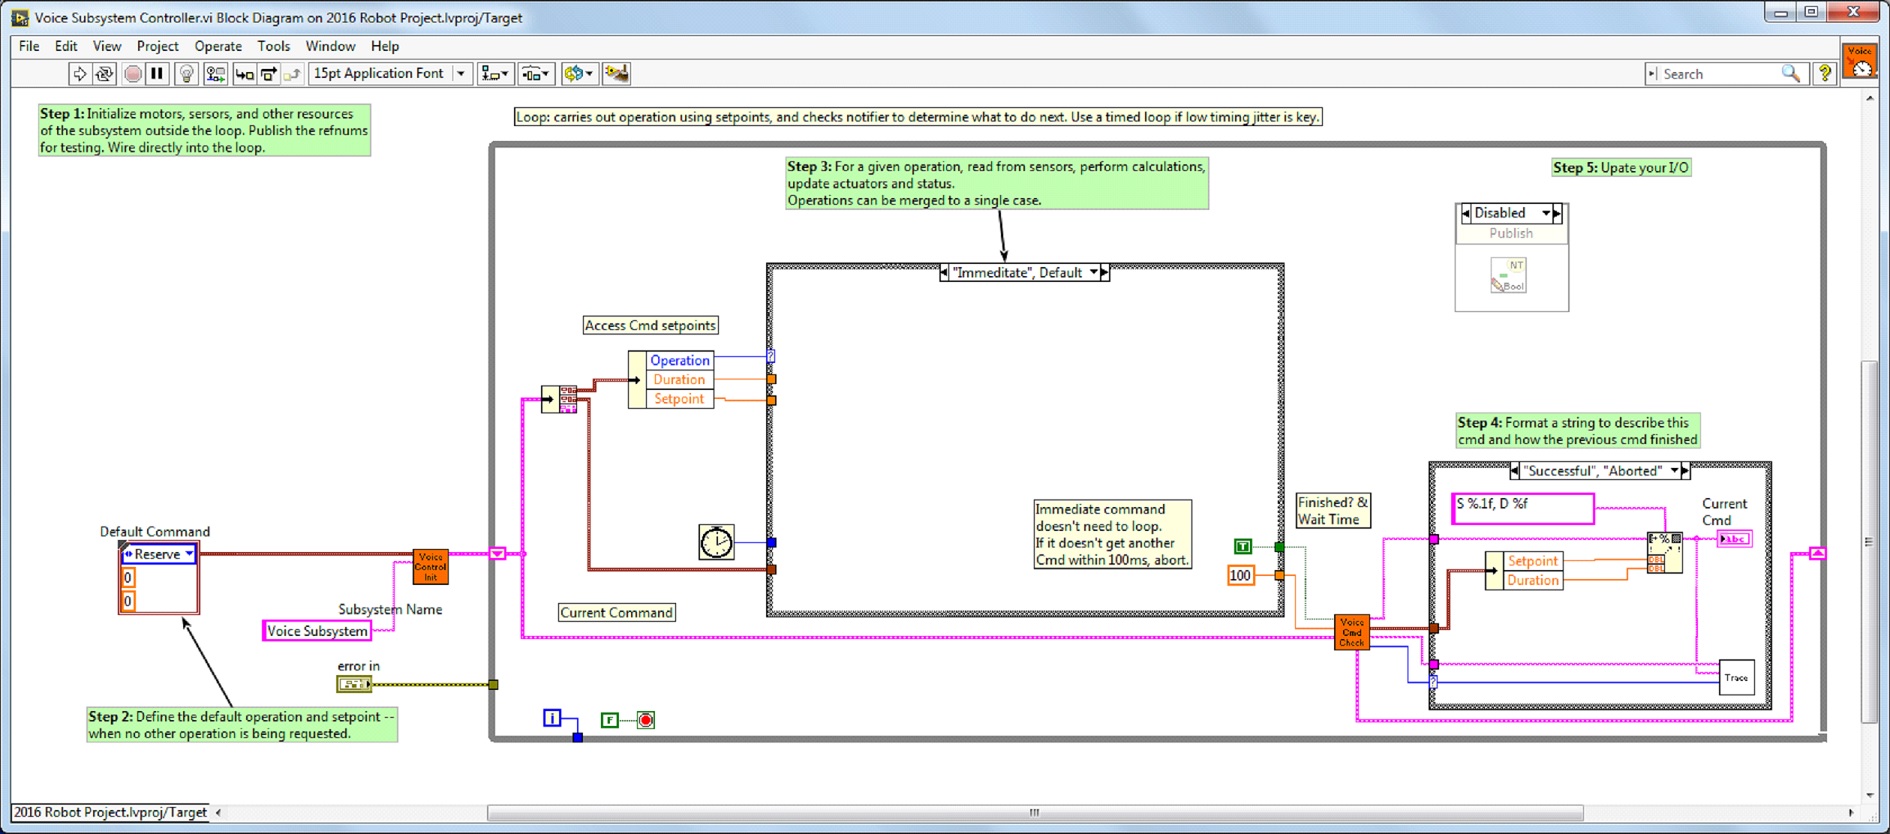 Voice Subsystem Controller.vi Block Diagram on 2016 Robot Project.lvproj/Target
File Edit View Project Operate Tools Window Help
15pt Application Font
Search
?
Voice
Step 1: Initialize motors, sersors, and other resources
of the subsystem outside the loop. Publish the refnums
for testing. Wire directly into the loop.
Loop: carries out operation using setpoints, and checks notifier to determine what to do next. Use a timed loop if low timing jitter is key.
Step 3: For a given operation, read from sensors, perform calculations,
update actuators and status.
Operations can be merged to a single case.
Step 5: Upate your I/O
Disabled
Publish
NT
Bool
"Immeditate", Default
Access Cmd setpoints
Operation
Duration
Setpoint
Step 4: Format a string to describe this
cmd and how the previous cmd finished
"Successful", "Aborted"
S %.1f, D %f
Current
Cmd
abc
Setpoint
Duration
DBL
DBL
Trace
Immediate command
doesn't need to loop.
If it doesn't get another
Cmd within 100ms, abort.
Finished? &
Wait Time
T
100
Voice
Cmd
Check
Default Command
Reserve
0
0
Voice
Control
Init
Subsystem Name
Voice Subsystem
error in
Current Command
Step 2: Define the default operation and setpoint --
when no other operation is being requested.
i
F
2016 Robot Project.lvproj/Target